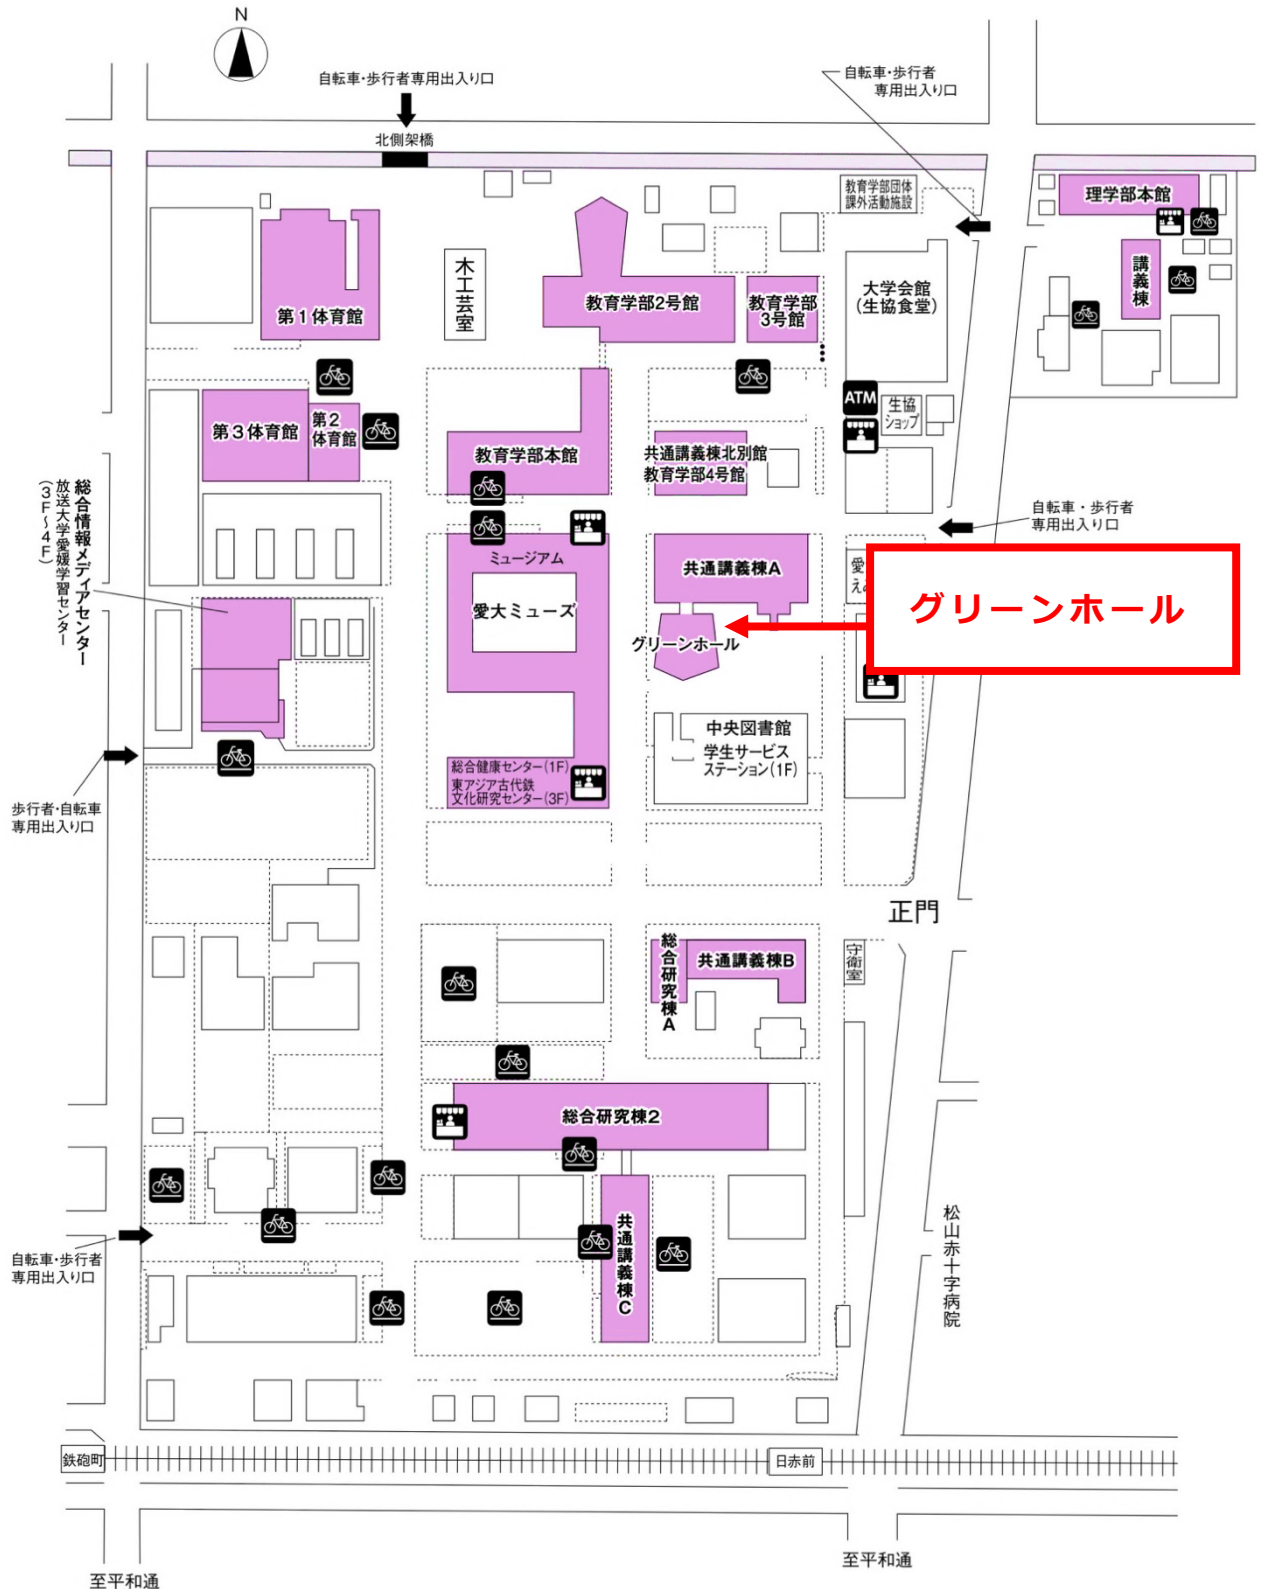 N
自転車・歩行者専用出入り口
北側架橋
自転車・歩行者
専用出入り口
教育学部団体
課外活動施設
理学部本館
講義棟
木工芸室
第1体育館
教育学部2号館
教育学部
3号館
大学会館
(生協食堂)
ATM
生協
ショップ
第3体育館
第2
体育館
教育学部本館
共通講義棟北別館
教育学部4号館
総合情報メディアセンター
放送大学愛媛学習センター
(3F~4F)
自転車・歩行者
専用出入り口
ミュージアム
愛大ミューズ
共通講義棟A
グリーンホール
愛
グリーンホール
中央図書館
学生サービス
ステーション(1F)
総合健康センター(1F)
東アジア古代鉄
文化研究センター(3F)
歩行者・自転車
専用出入り口
正門
守衛室
総合研究棟A
共通講義棟B
総合研究棟2
共通講義棟C
自転車・歩行者
専用出入り口
松山赤十字病院
鉄砲町
日赤前
至平和通
至平和通